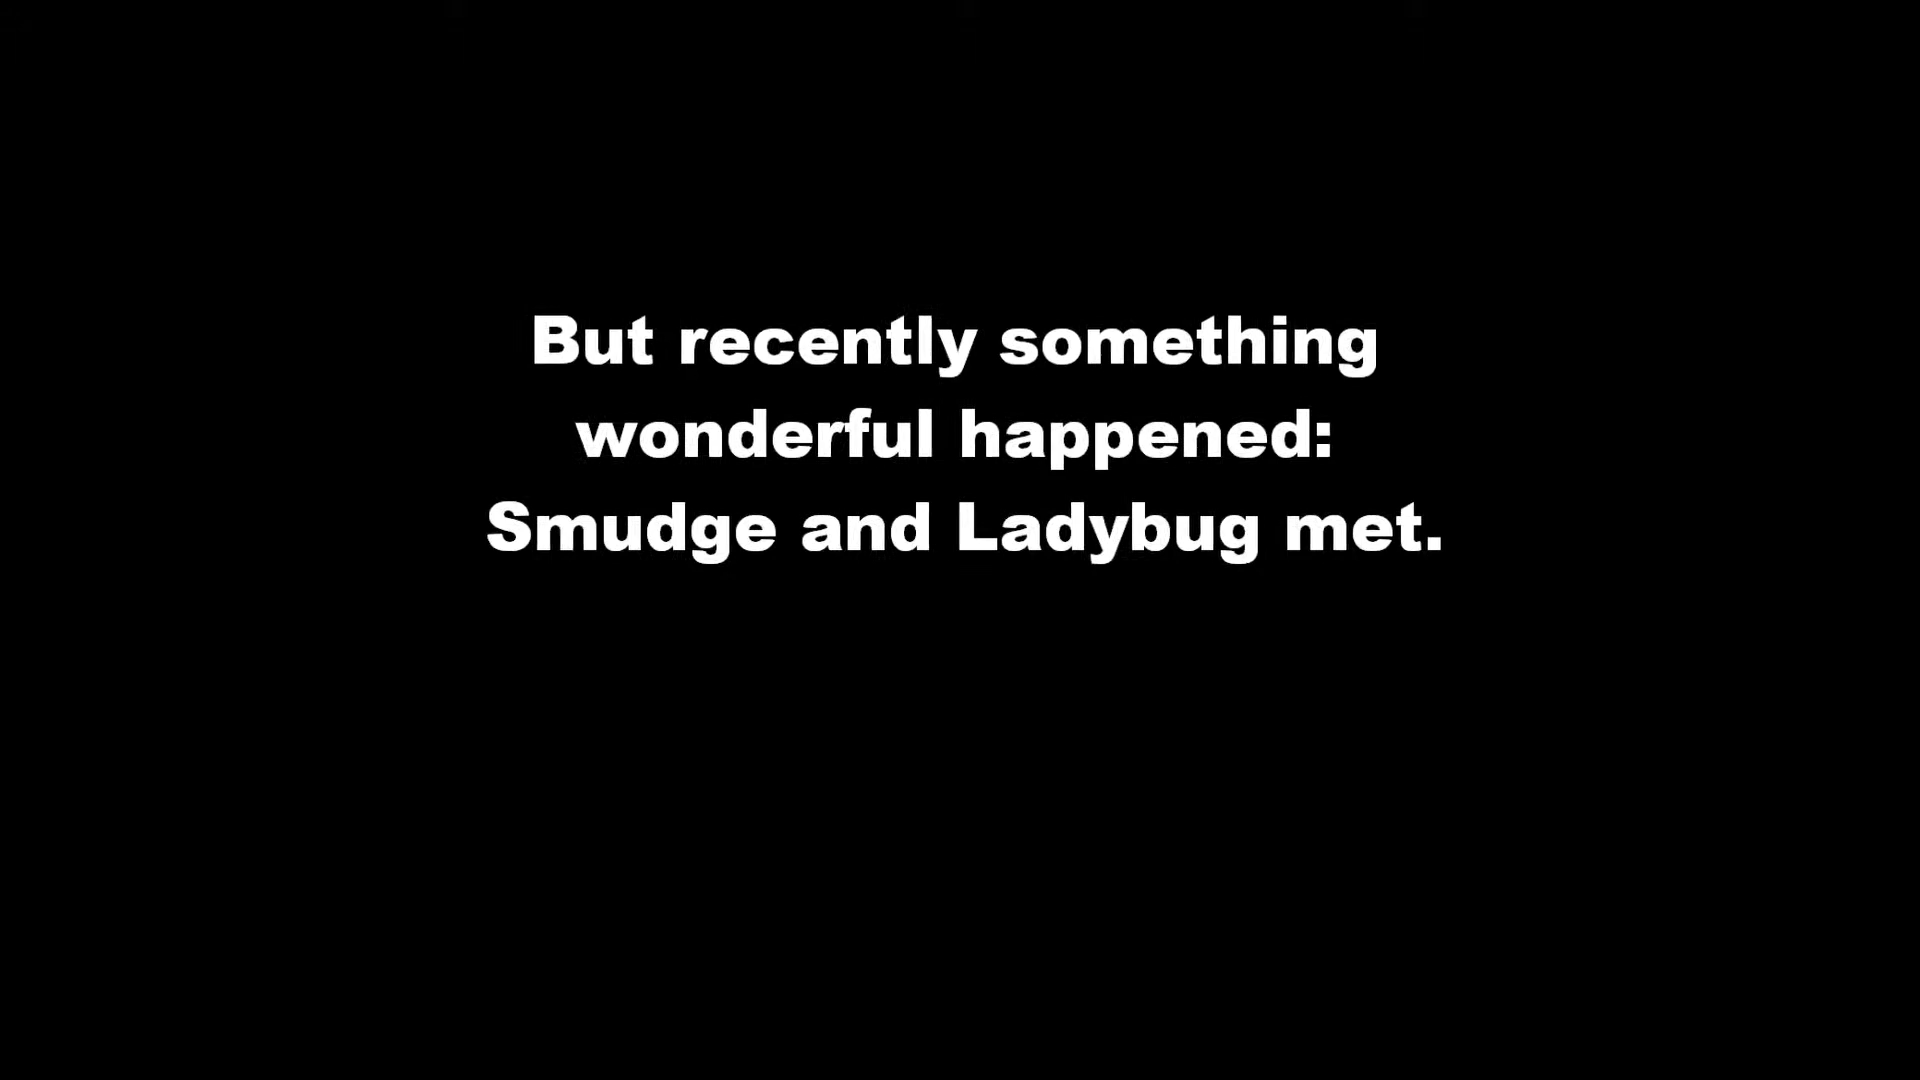 But recently something
wonderful happened:
Smudge and Ladybug met.